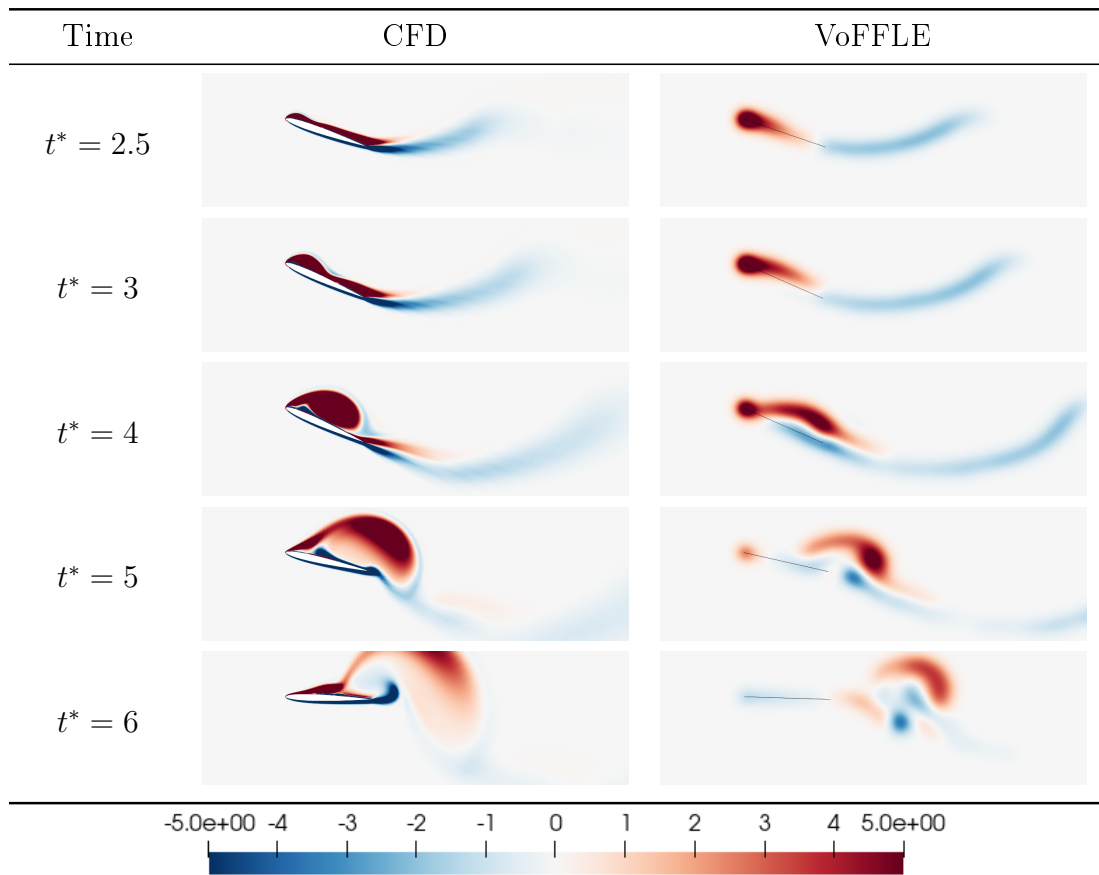 Time CFD VoFFLE
t* = 2.5
t* = 3
t* = 4
t* = 5
t* = 6
-5.0e+00 -4 -3 -2 -1 0 1 2 3 4 5.0e+00